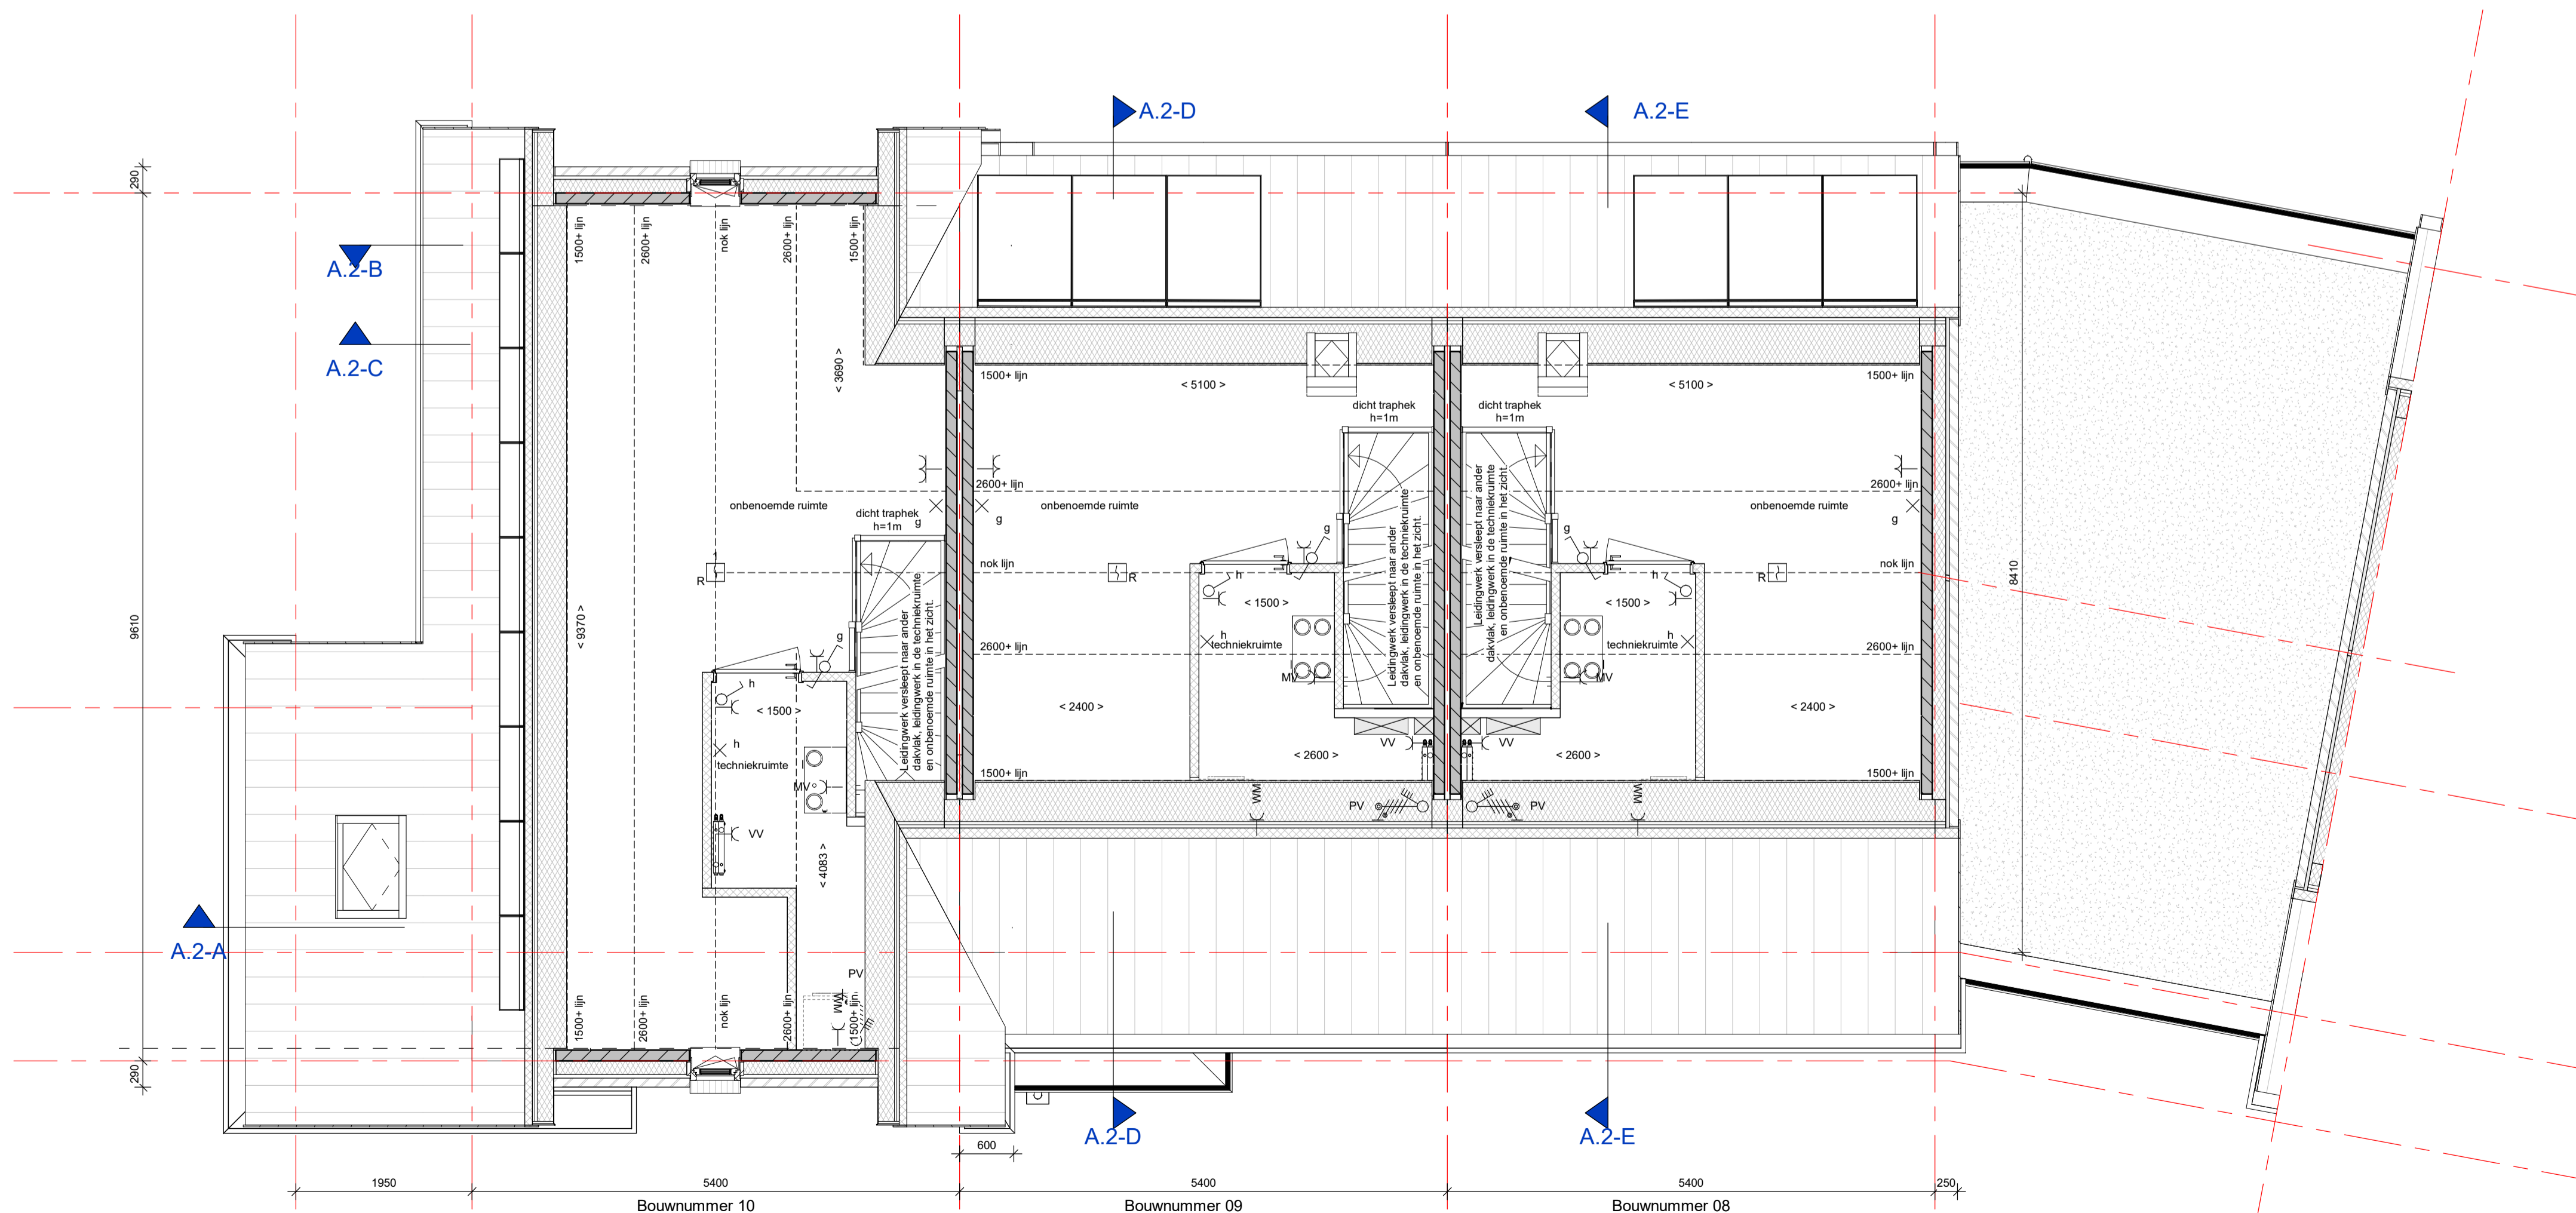 A.2-D
A.2-E
290
1500+ lijn
2600+ lijn
nok lijn
2600+ lijn
1500+ lijn
A.2-B
A.2-C
< 3690 >
1500+ lijn
< 5100 >
< 5100 >
1500+ lijn
dicht traphek
h=1m
dicht traphek
h=1m
2600+ lijn
2600+ lijn
onbenoemde ruimte
onbenoemde ruimte
onbenoemde ruimte
dicht traphek
h=1m
g
g
g
g
g
nok lijn
nok lijn
R
R
R
h
h
9610
< 9370 >
8410
< 1500 >
< 1500 >
Leidingwerk versleept naar ander
dakvlak, leidingwerk in de techniekruimte
en onbenoemde ruimte in het zicht.
Leidingwerk versleept naar ander
dakvlak, leidingwerk in de techniekruimte
en onbenoemde ruimte in het zicht.
Leidingwerk versleept naar ander
dakvlak, leidingwerk in de techniekruimte
en onbenoemde ruimte in het zicht.
g
h
techniekruimte
h
techniekruimte
2600+ lijn
2600+ lijn
MV
MV
h
< 1500 >
< 2400 >
< 2400 >
h
techniekruimte
VV
VV
< 2600 >
< 2600 >
1500+ lijn
1500+ lijn
MV
WM
PV
PV
WM
VV
< 4083 >
A.2-A
PV
WM
1500+ lijn
2600+ lijn
nok lijn
2600+ lijn
1500+ lijn
290
A.2-D
A.2-E
600
1950
5400
5400
5400
250
Bouwnummer 10
Bouwnummer 09
Bouwnummer 08